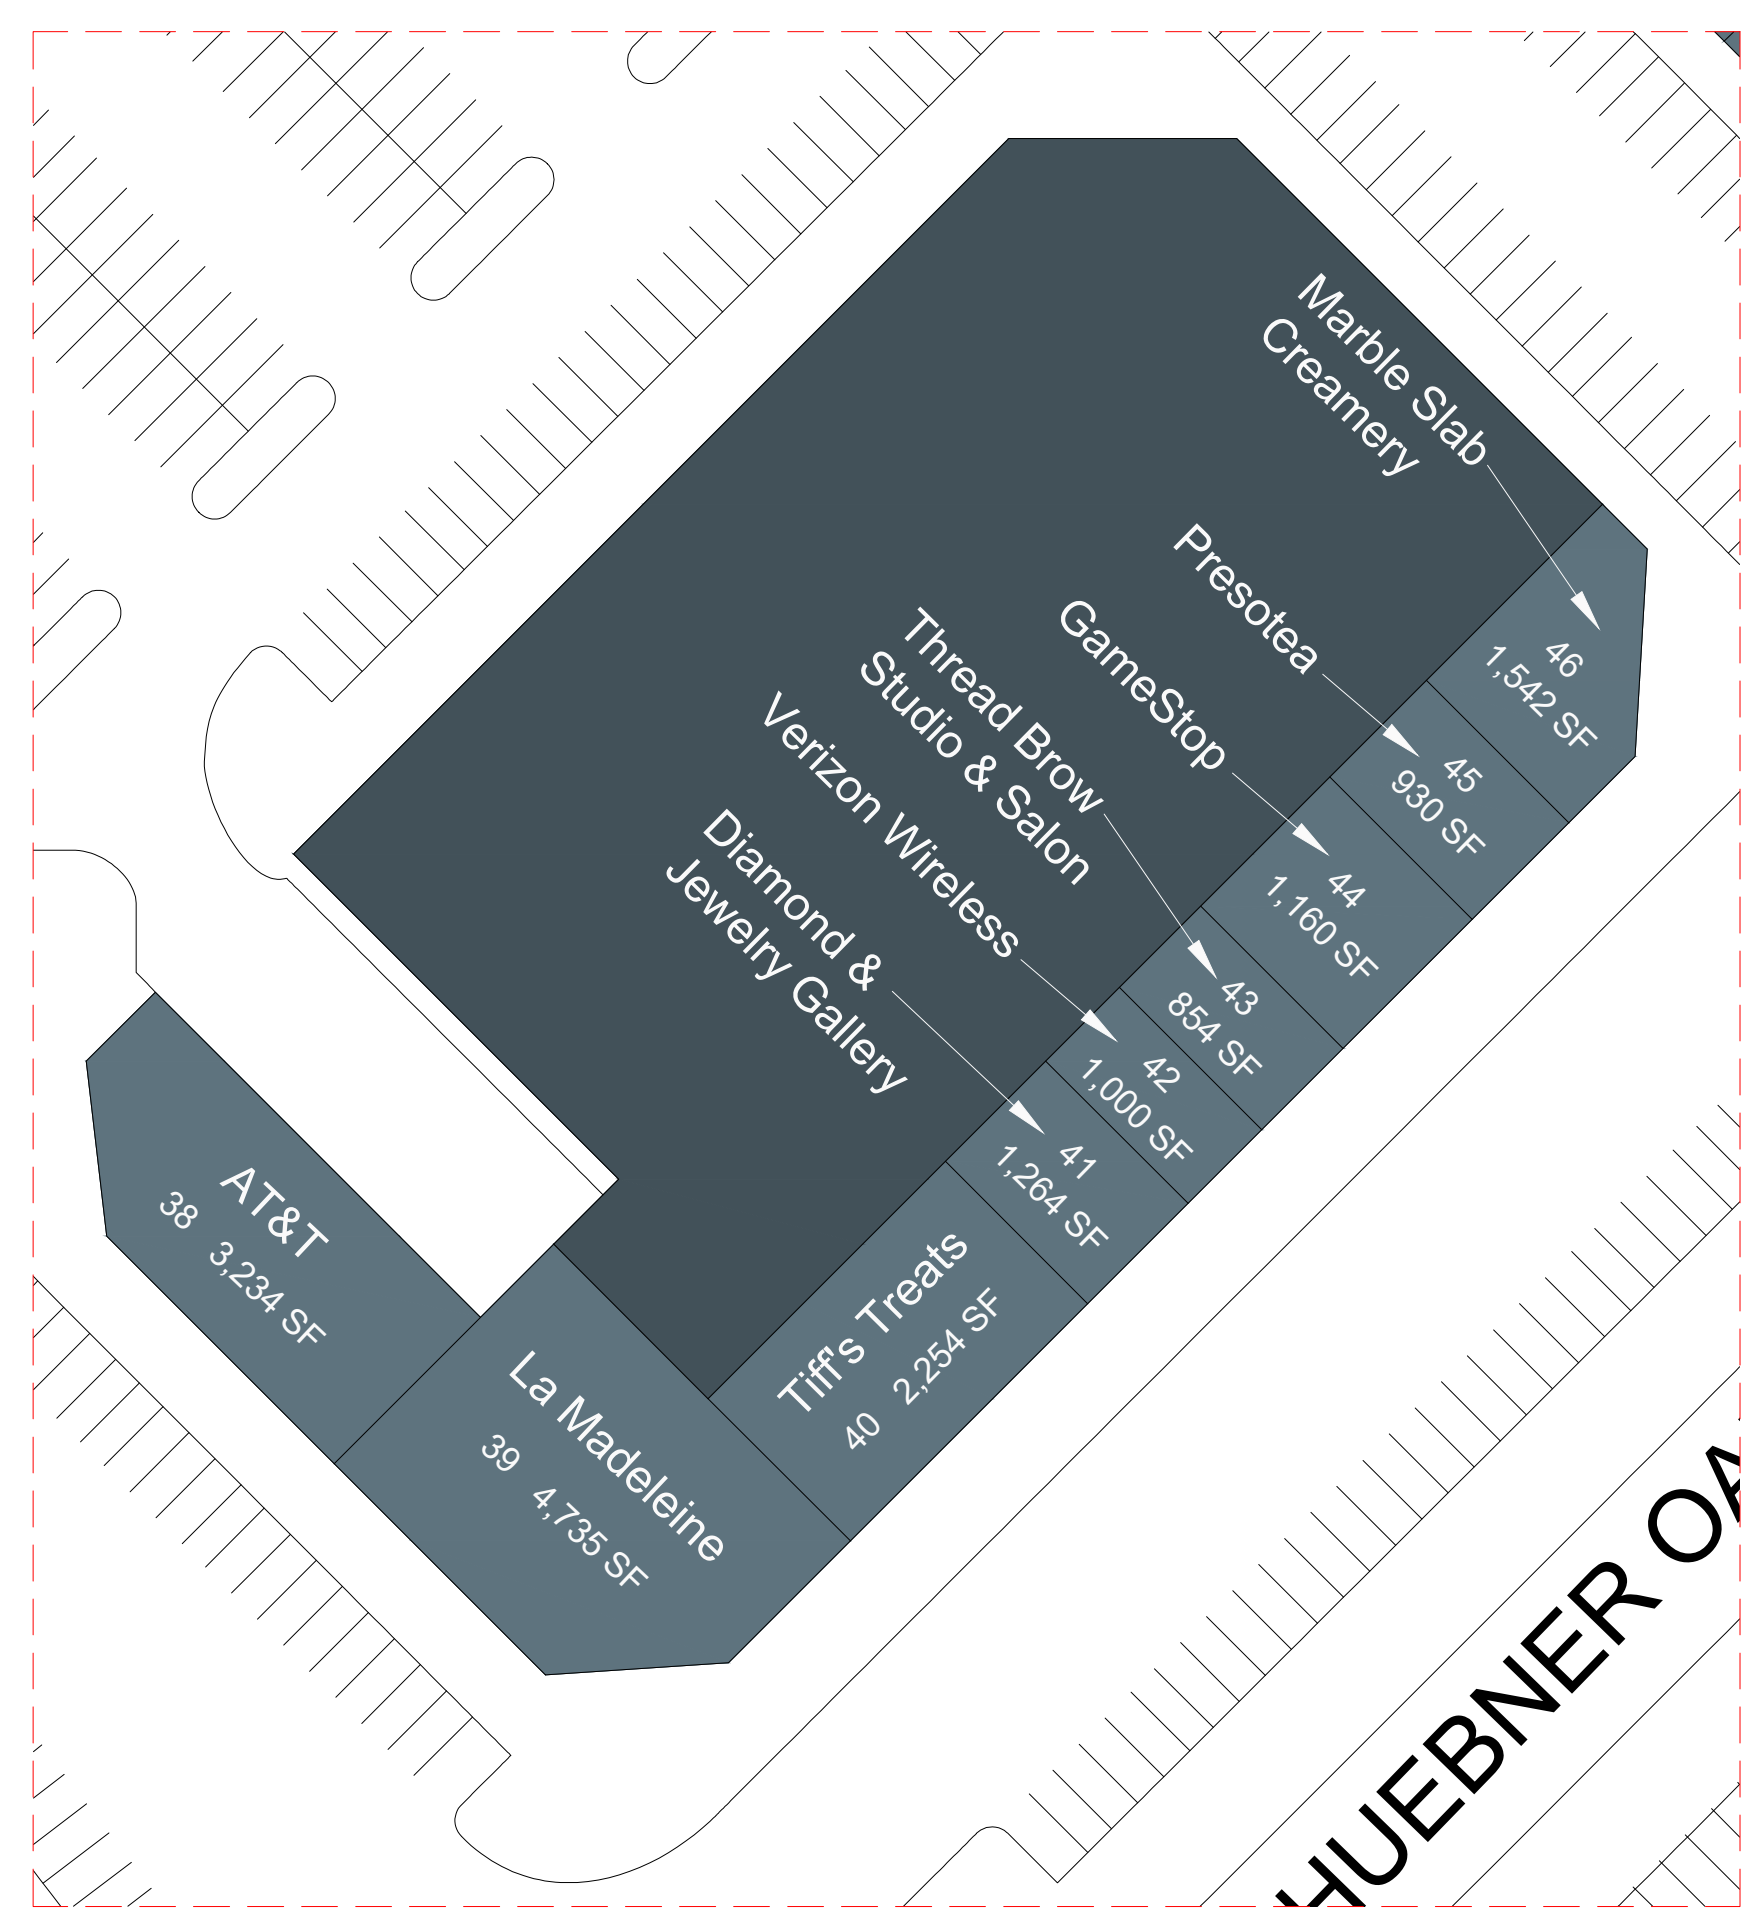 Marble Slab
Creamery
46
1,542 SF
Presotea
45
930 SF
GameStop
44
1,160 SF
Thread Brow
Studio & Salon
43
854 SF
Verizon Wireless
42
1,000 SF
Diamond &
Jewelry Gallery
41
1,264 SF
Tiff's Treats
40 2,254 SF
La Madeleine
39 4,735 SF
AT&T
38 3,234 SF
HUEBNER OA